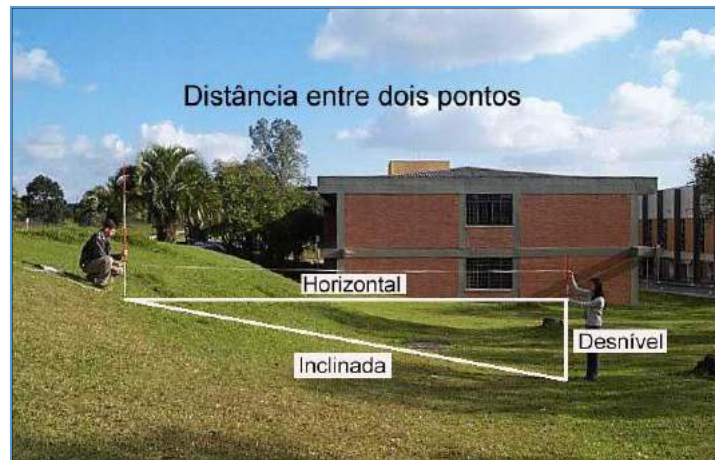 Distância entre dois pontos
Horizontal
Desnível
Inclinada